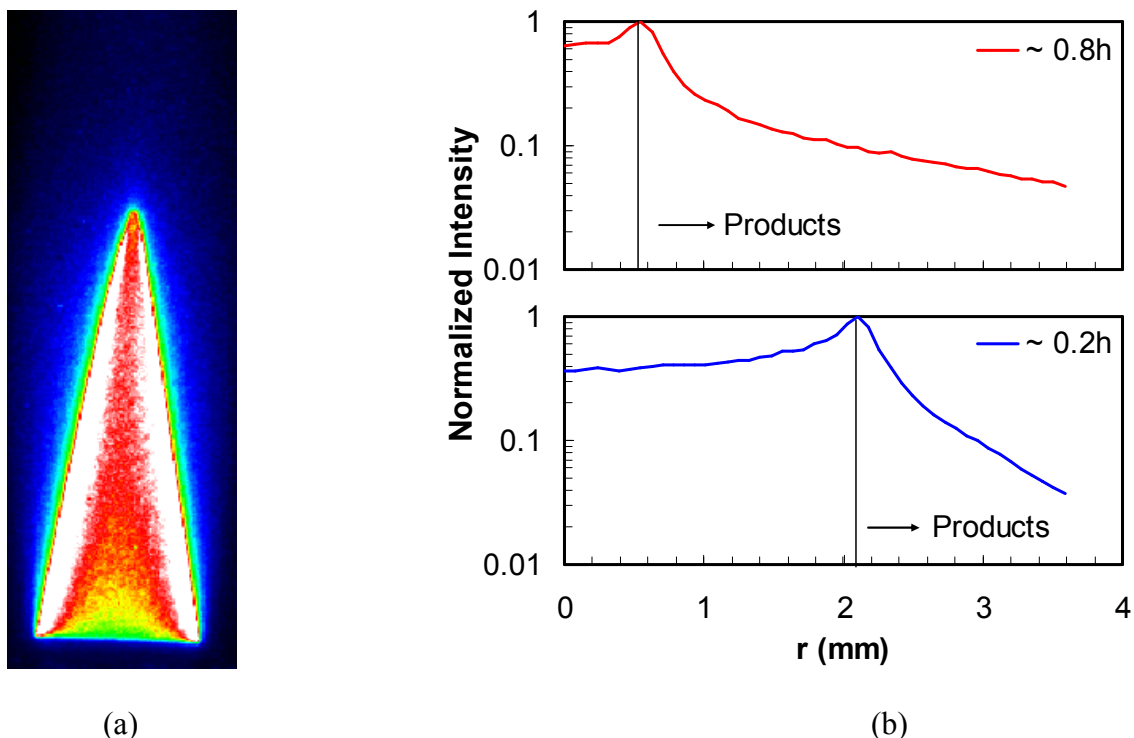 Normalized Intensity
1
0.1
0.01
~ 0.8h
Products
1
0.1
0.01
~ 0.2h
Products
0 1 2 3 4
r (mm)
(a) (b)